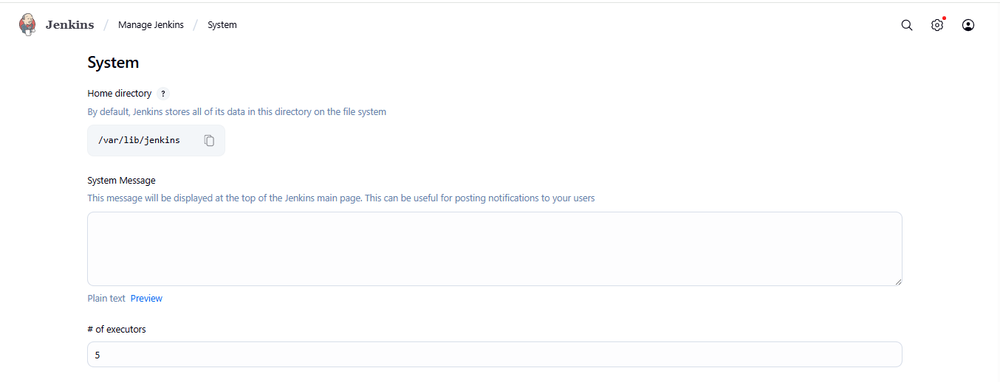 Jenkins / Manage Jenkins / System
System
Home directory ?
By default, Jenkins stores all of its data in this directory on the file system
/var/lib/jenkins
System Message
This message will be displayed at the top of the Jenkins main page. This can be useful for posting notifications to your users
Plain text Preview
# of executors
5